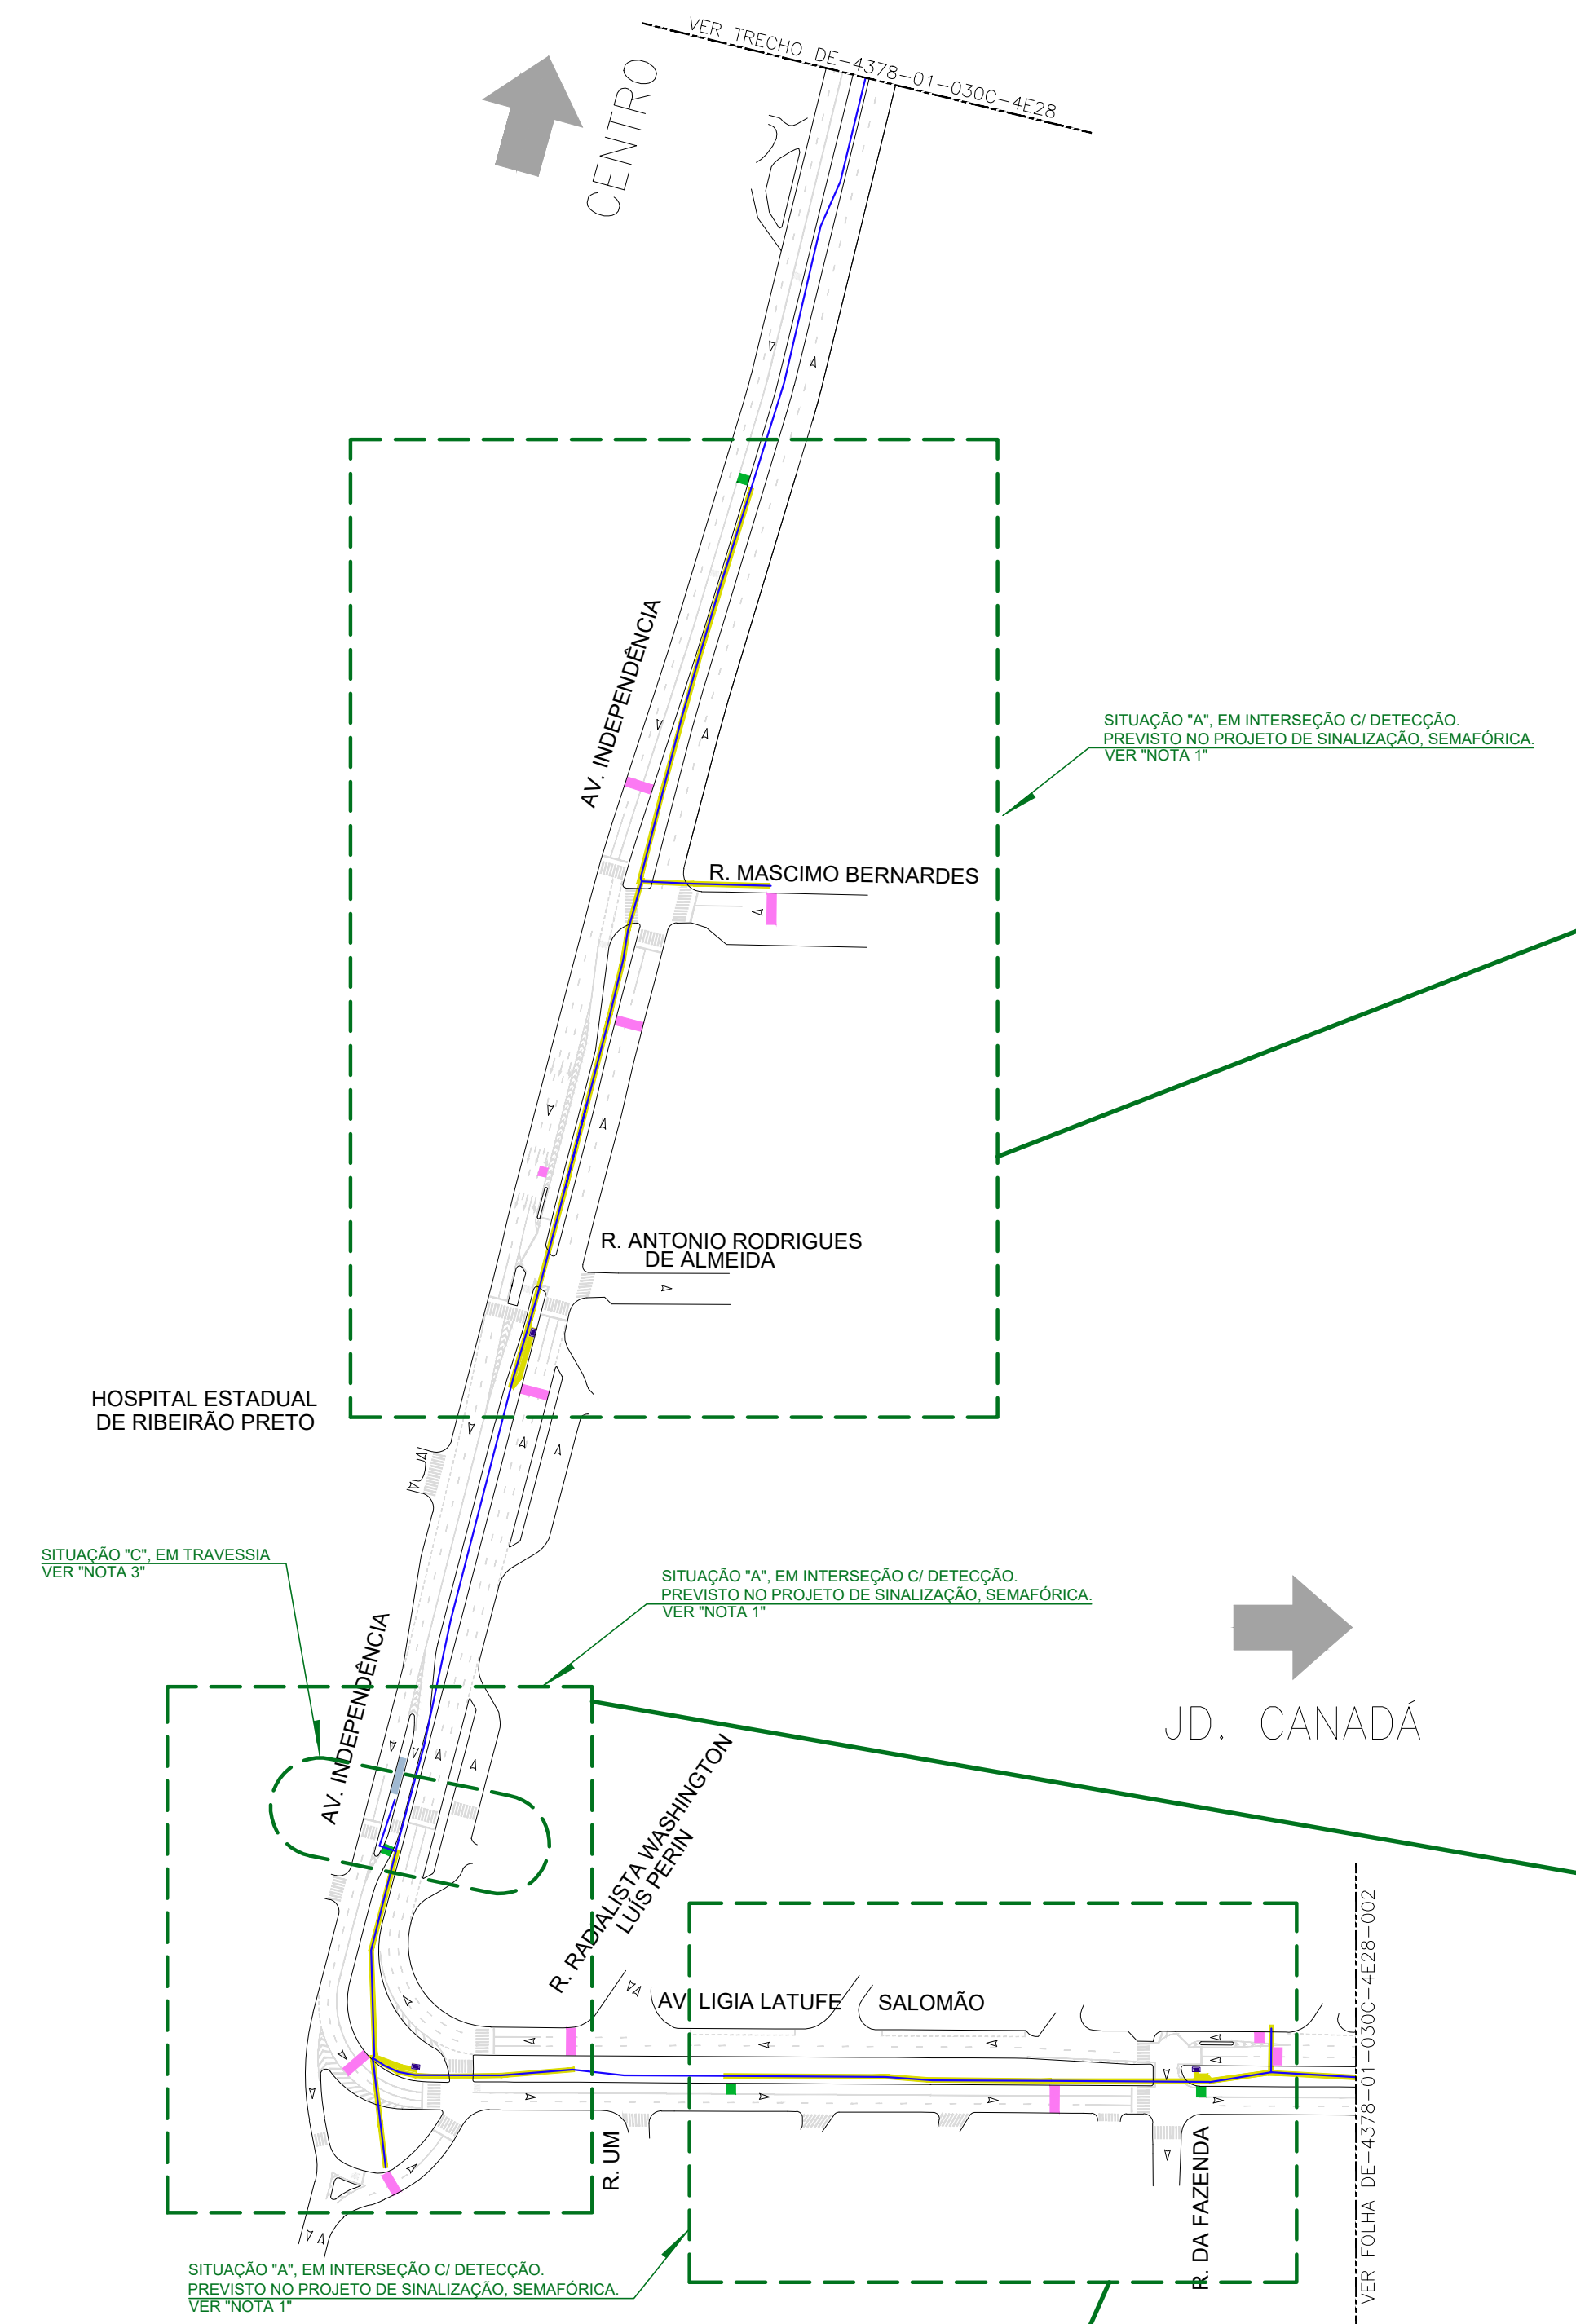 VER TRECHO DE-4378-01-030C-4E28
CENTRO
AV. INDEPENDÊNCIA
SITUAÇÃO "A", EM INTERSEÇÃO C/ DETECÇÃO.
PREVISTO NO PROJETO DE SINALIZAÇÃO, SEMAFÓRICA.
VER "NOTA 1"
R. MASCIMO BERNARDES
R. ANTONIO RODRIGUES
DE ALMEIDA
HOSPITAL ESTADUAL
DE RIBEIRÃO PRETO
SITUAÇÃO "C", EM TRAVESSIA
VER "NOTA 3"
SITUAÇÃO "A", EM INTERSEÇÃO C/ DETECÇÃO.
PREVISTO NO PROJETO DE SINALIZAÇÃO, SEMAFÓRICA.
VER "NOTA 1"
AV. INDEPENDÊNCIA
JD. CANADÁ
R. RADIALISTA WASHINGTON
LUÍS PERIN
AV LIGIA LATUFE SALOMÃO
VER FOLHA DE-4378-01-030C-4E28-002
R. UM
R. DA FAZENDA
SITUAÇÃO "A", EM INTERSEÇÃO C/ DETECÇÃO.
PREVISTO NO PROJETO DE SINALIZAÇÃO, SEMAFÓRICA.
VER "NOTA 1"